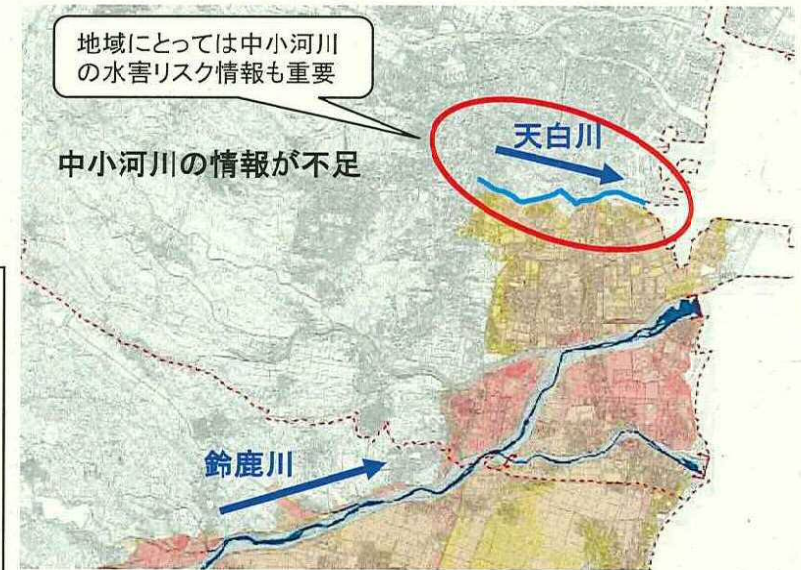 地域にとっては中小河川
の水害リスク情報も重要
天白川
中小河川の情報が不足
鈴鹿川